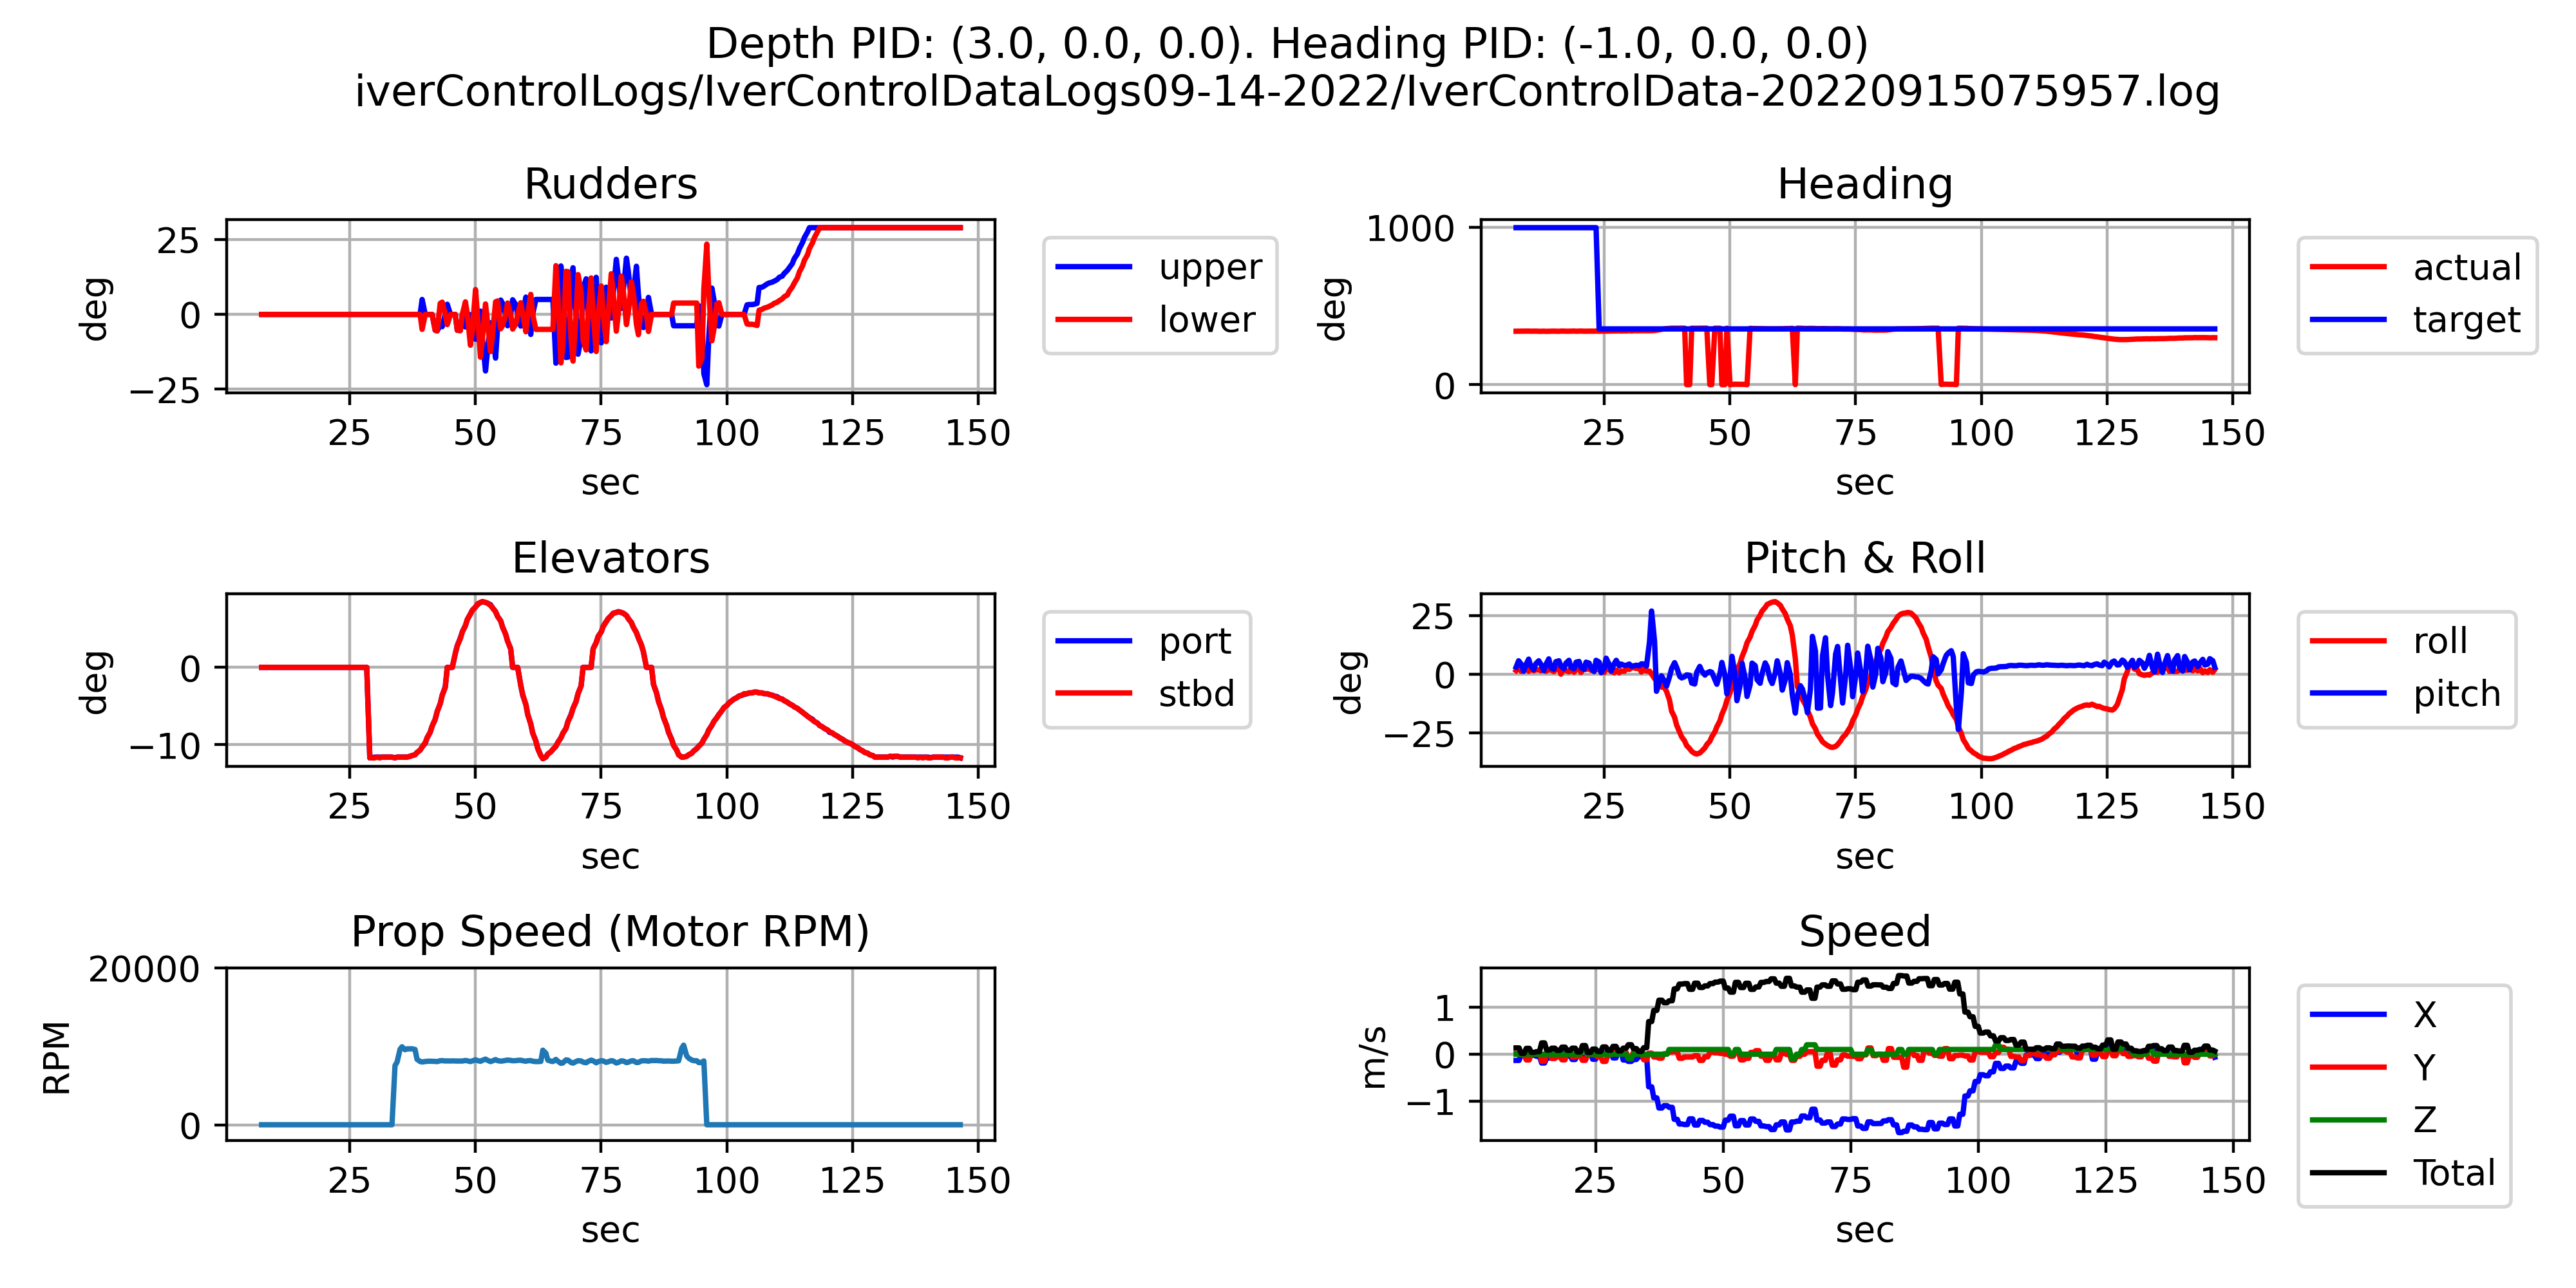 Depth PID: (3.0, 0.0, 0.0). Heading PID: (-1.0, 0.0, 0.0)
iverControlLogs/IverControlDataLogs09-14-2022/IverControlData-20220915075957.log
Rudders
25
0
−25
deg
25 50 75 100 125 150
sec
upper
lower
Heading
1000
0
deg
25 50 75 100 125 150
sec
actual
target
Elevators
0
−10
deg
25 50 75 100 125 150
sec
port
stbd
Pitch & Roll
25
0
−25
deg
25 50 75 100 125 150
sec
roll
pitch
Prop Speed (Motor RPM)
20000
0
RPM
25 50 75 100 125 150
sec
Speed
1
0
−1
m/s
25 50 75 100 125 150
sec
X
Y
Z
Total